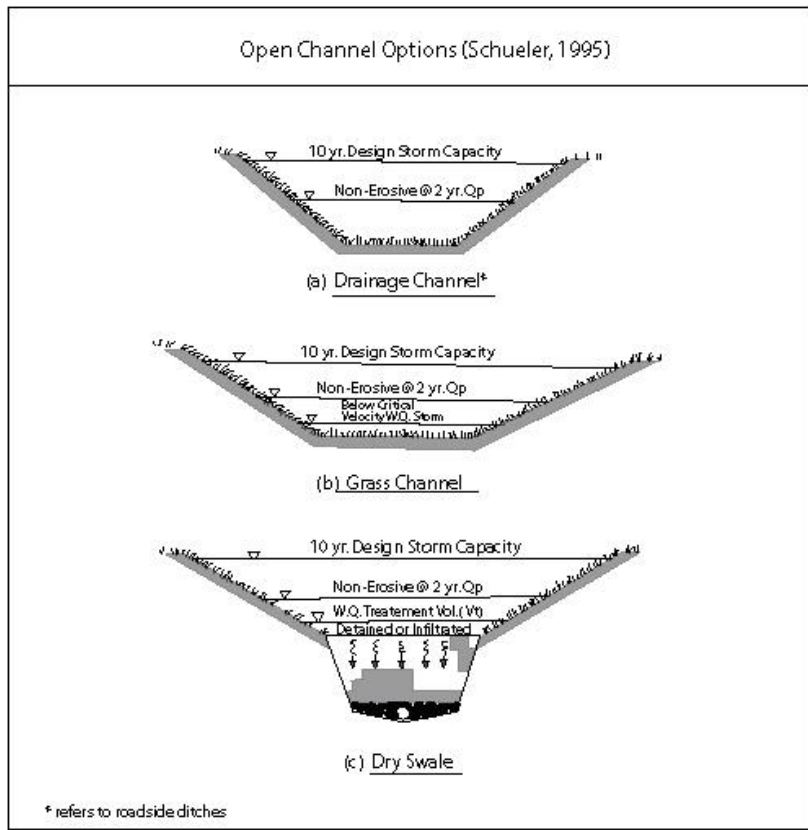 Open Channel Options (Schueler, 1995)
10 yr. Design Storm Capacity
Non-Erosive @ 2 yr. Qp
(a) Drainage Channel*
10 yr. Design Storm Capacity
Non-Erosive @ 2 yr. Qp
Below Critical
Velocity W.Q. Storm
(b) Grass Channel
10 yr. Design Storm Capacity
Non-Erosive @ 2 yr. Qp
W.Q. Treatement Vol. (Vt)
Detained or Infiltrated
(c) Dry Swale
* refers to roadside ditches